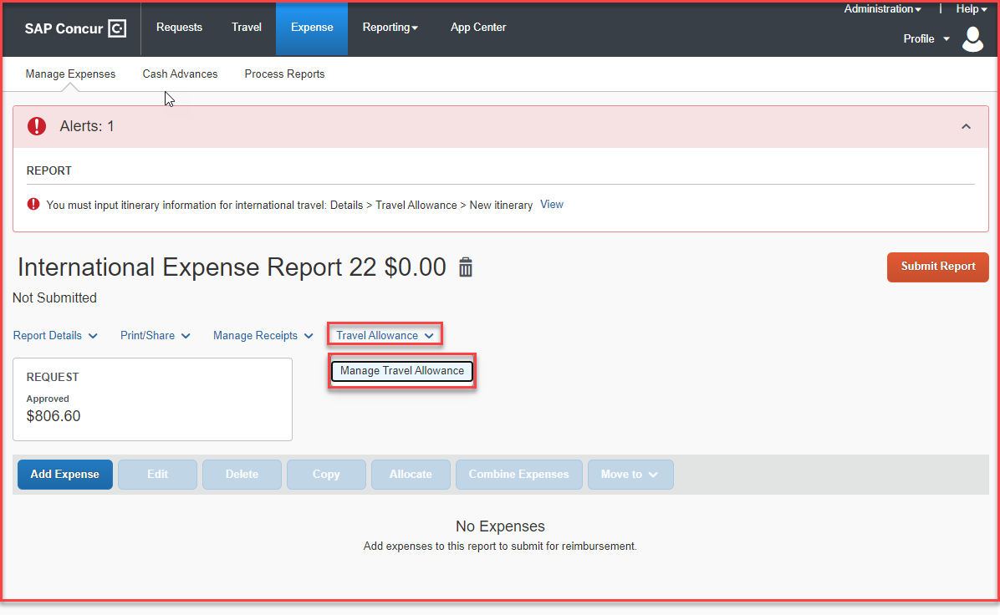 Administration | Help
SAP Concur C Requests Travel Expense Reporting App Center
Profile
Manage Expenses Cash Advances Process Reports
Alerts: 1
REPORT
You must input itinerary information for international travel: Details > Travel Allowance > New itinerary View
International Expense Report 22 $0.00
Submit Report
Not Submitted
Report Details Print/Share Manage Receipts Travel Allowance
Manage Travel Allowance
REQUEST
Approved
$806.60
Add Expense Edit Delete Copy Allocate Combine Expenses Move to
No Expenses
Add expenses to this report to submit for reimbursement.